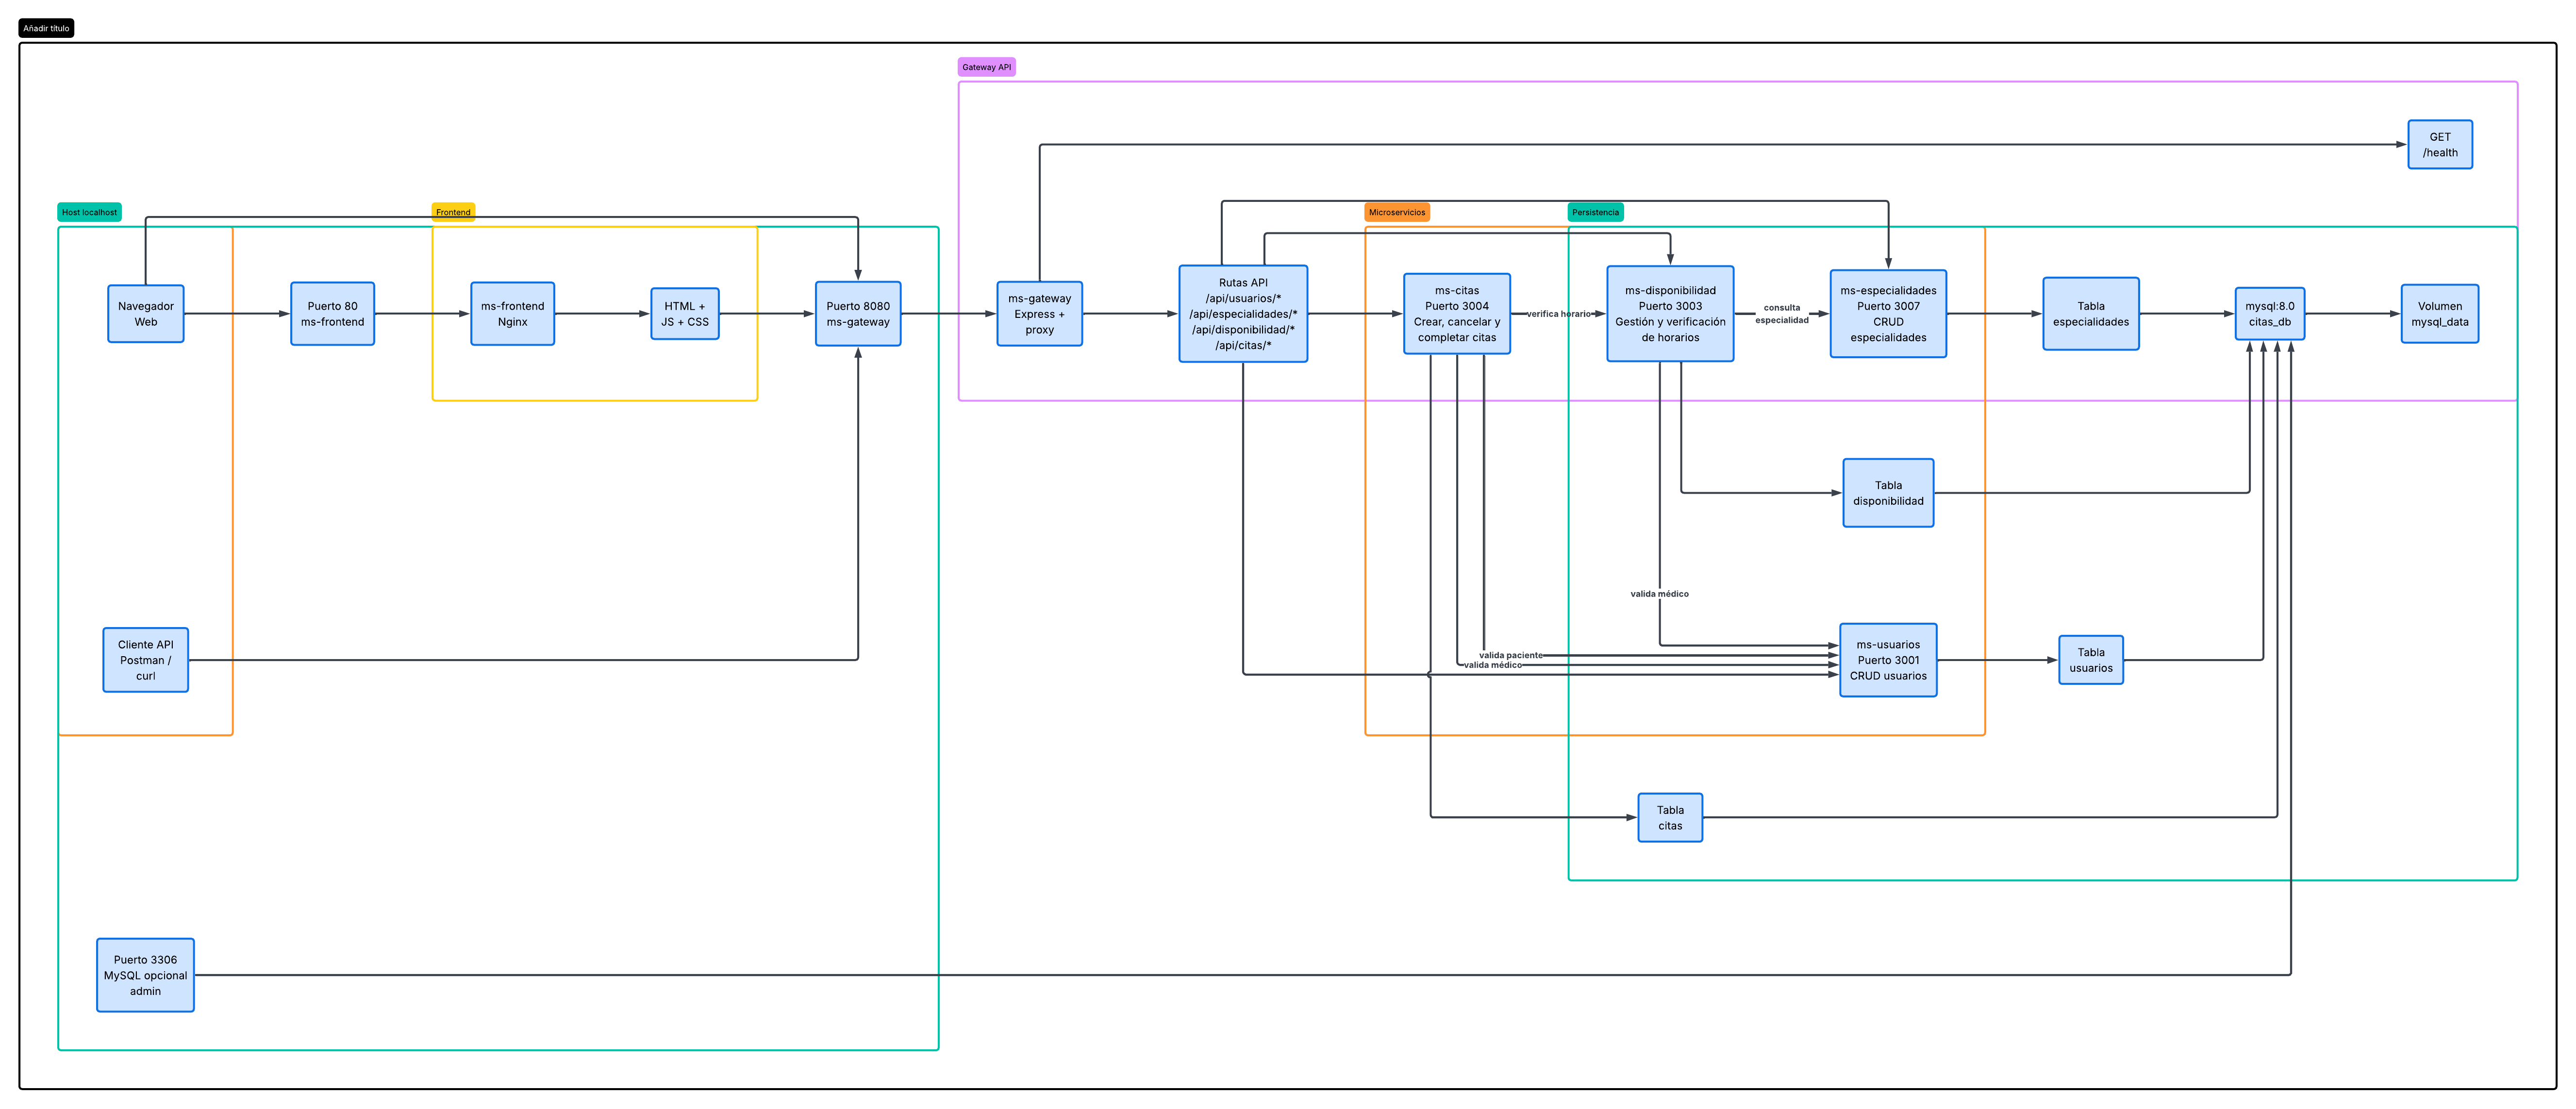 Añadir título
Gateway API
GET
/health
Host localhost
Frontend
Microservicios
Persistencia
Navegador
Web
Puerto 80
ms-frontend
ms-frontend
Nginx
HTML +
JS + CSS
Puerto 8080
ms-gateway
ms-gateway
Express +
proxy
Rutas API
/api/usuarios/*
/api/especialidades/*
/api/disponibilidad/*
/api/citas/*
ms-citas
Puerto 3004
Crear, cancelar y
completar citas
verifica horario
ms-disponibilidad
Puerto 3003
Gestión y verificación
de horarios
consulta
especialidad
ms-especialidades
Puerto 3007
CRUD
especialidades
Tabla
especialidades
mysql:8.0
citas_db
Volumen
mysql_data
Tabla
disponibilidad
valida médico
Cliente API
Postman /
curl
valida paciente
valida médico
ms-usuarios
Puerto 3001
CRUD usuarios
Tabla
usuarios
Tabla
citas
Puerto 3306
MySQL opcional
admin